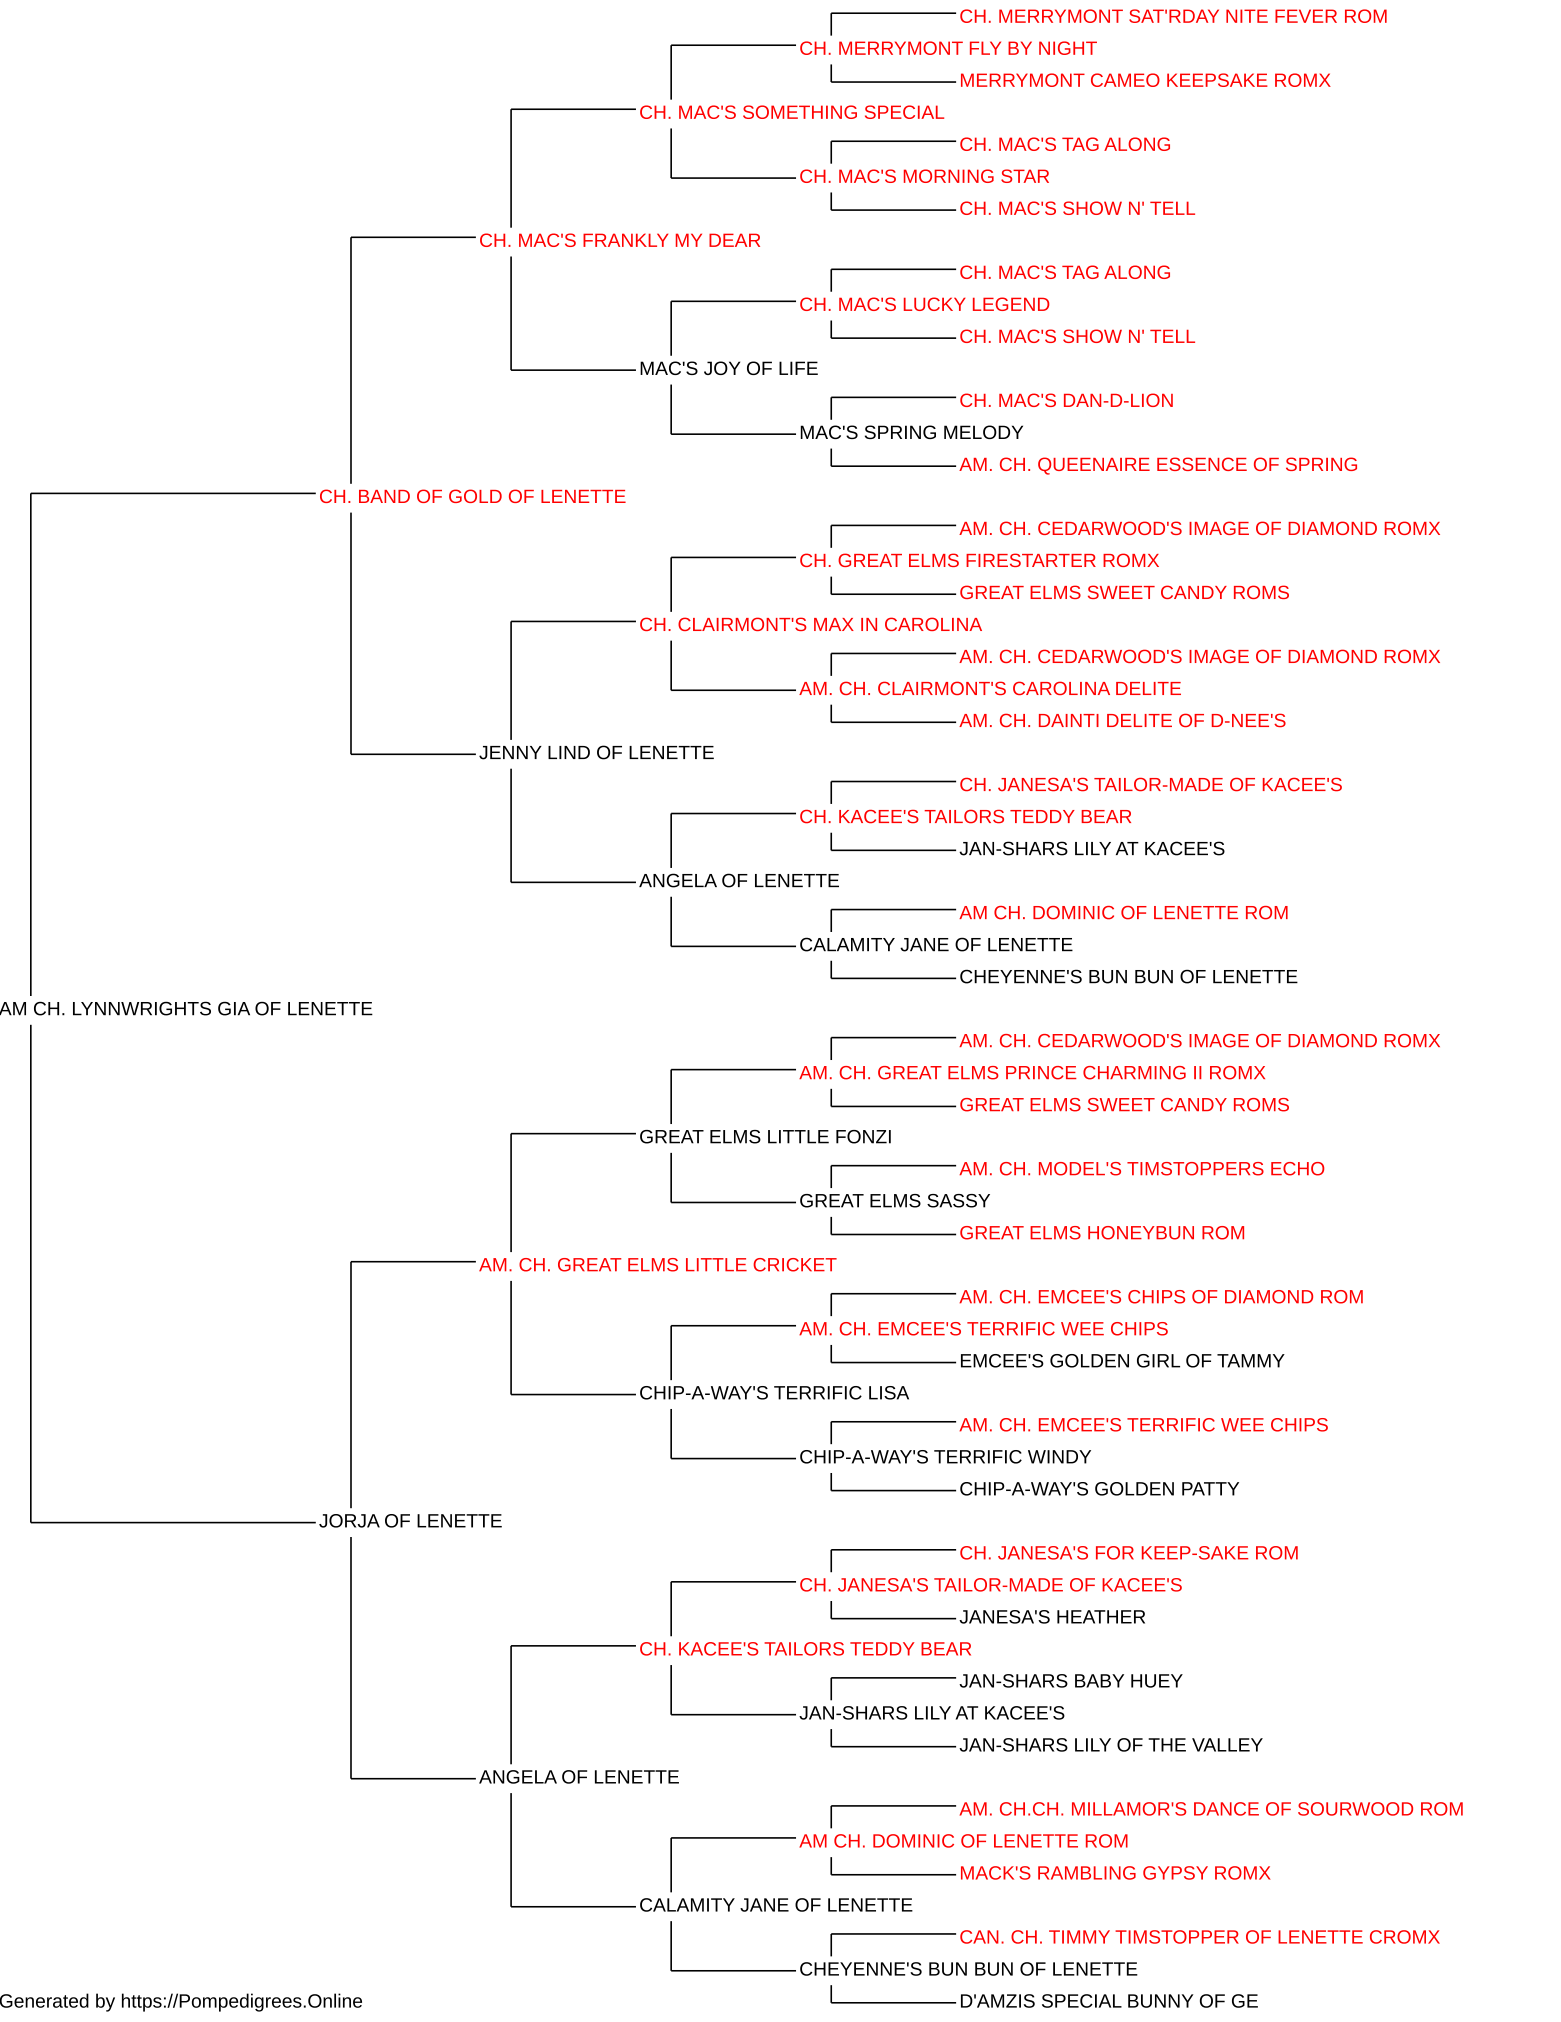 CH. MERRYMONT SAT'RDAY NITE FEVER ROM
CH. MERRYMONT FLY BY NIGHT
MERRYMONT CAMEO KEEPSAKE ROMX
CH. MAC'S SOMETHING SPECIAL
CH. MAC'S TAG ALONG
CH. MAC'S MORNING STAR
CH. MAC'S SHOW N' TELL
CH. MAC'S FRANKLY MY DEAR
CH. MAC'S TAG ALONG
CH. MAC'S LUCKY LEGEND
CH. MAC'S SHOW N' TELL
MAC'S JOY OF LIFE
CH. MAC'S DAN-D-LION
MAC'S SPRING MELODY
AM. CH. QUEENAIRE ESSENCE OF SPRING
CH. BAND OF GOLD OF LENETTE
AM. CH. CEDARWOOD'S IMAGE OF DIAMOND ROMX
CH. GREAT ELMS FIRESTARTER ROMX
GREAT ELMS SWEET CANDY ROMS
CH. CLAIRMONT'S MAX IN CAROLINA
AM. CH. CEDARWOOD'S IMAGE OF DIAMOND ROMX
AM. CH. CLAIRMONT'S CAROLINA DELITE
AM. CH. DAINTI DELITE OF D-NEE'S
JENNY LIND OF LENETTE
CH. JANESA'S TAILOR-MADE OF KACEE'S
CH. KACEE'S TAILORS TEDDY BEAR
JAN-SHARS LILY AT KACEE'S
ANGELA OF LENETTE
AM CH. DOMINIC OF LENETTE ROM
CALAMITY JANE OF LENETTE
CHEYENNE'S BUN BUN OF LENETTE
AM CH. LYNNWRIGHTS GIA OF LENETTE
AM. CH. CEDARWOOD'S IMAGE OF DIAMOND ROMX
AM. CH. GREAT ELMS PRINCE CHARMING II ROMX
GREAT ELMS SWEET CANDY ROMS
GREAT ELMS LITTLE FONZI
AM. CH. MODEL'S TIMSTOPPERS ECHO
GREAT ELMS SASSY
GREAT ELMS HONEYBUN ROM
AM. CH. GREAT ELMS LITTLE CRICKET
AM. CH. EMCEE'S CHIPS OF DIAMOND ROM
AM. CH. EMCEE'S TERRIFIC WEE CHIPS
EMCEE'S GOLDEN GIRL OF TAMMY
CHIP-A-WAY'S TERRIFIC LISA
AM. CH. EMCEE'S TERRIFIC WEE CHIPS
CHIP-A-WAY'S TERRIFIC WINDY
CHIP-A-WAY'S GOLDEN PATTY
JORJA OF LENETTE
CH. JANESA'S FOR KEEP-SAKE ROM
CH. JANESA'S TAILOR-MADE OF KACEE'S
JANESA'S HEATHER
CH. KACEE'S TAILORS TEDDY BEAR
JAN-SHARS BABY HUEY
JAN-SHARS LILY AT KACEE'S
JAN-SHARS LILY OF THE VALLEY
ANGELA OF LENETTE
AM. CH.CH. MILLAMOR'S DANCE OF SOURWOOD ROM
AM CH. DOMINIC OF LENETTE ROM
MACK'S RAMBLING GYPSY ROMX
CALAMITY JANE OF LENETTE
CAN. CH. TIMMY TIMSTOPPER OF LENETTE CROMX
CHEYENNE'S BUN BUN OF LENETTE
D'AMZIS SPECIAL BUNNY OF GE
Generated by https://Pompedigrees.Online